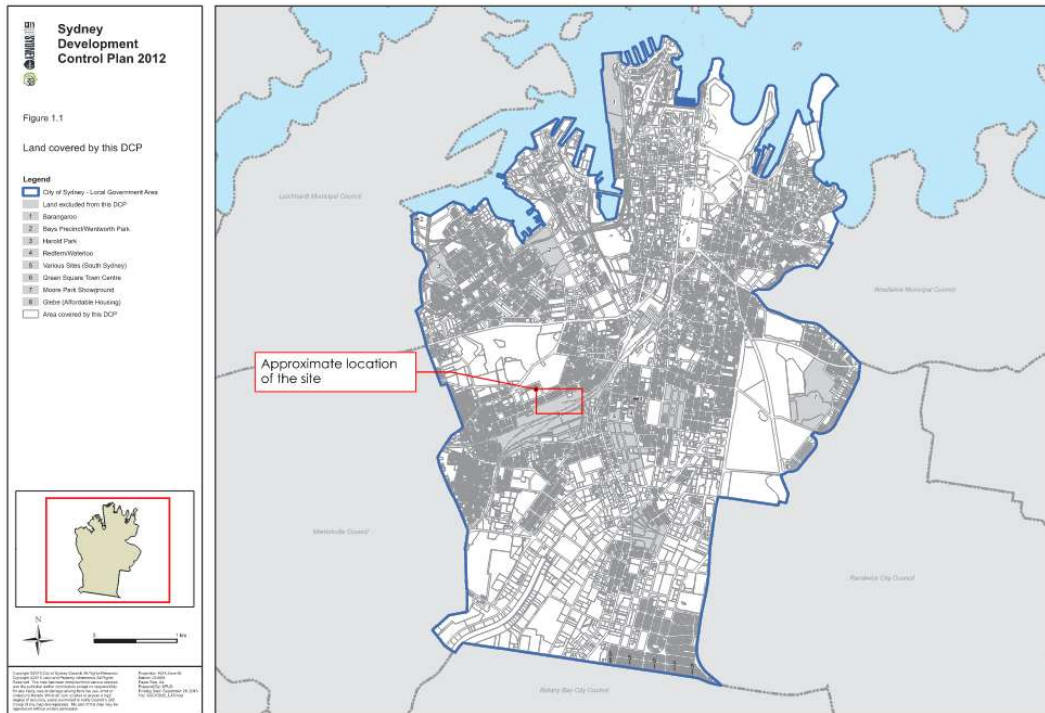 Sydney
Development
Control Plan 2012
Figure 1.1
Land covered by this DCP
Legend
City of Sydney - Local Government Area
Land excluded from this DCP
1 Barangaroo
2 Bays Precinct/Wentworth Park
3 Harold Park
4 Redfern/Waterloo
5 Various Sites (South Sydney)
6 Green Square Town Centre
7 Moore Park Showground
8 Glebe (Affordable Housing)
Area covered by this DCP
N
0 1 km
Leichhardt Municipal Council
Woollahra Municipal Council
Approximate location
of the site
Marrickville Council
Randwick City Council
Botany Bay City Council